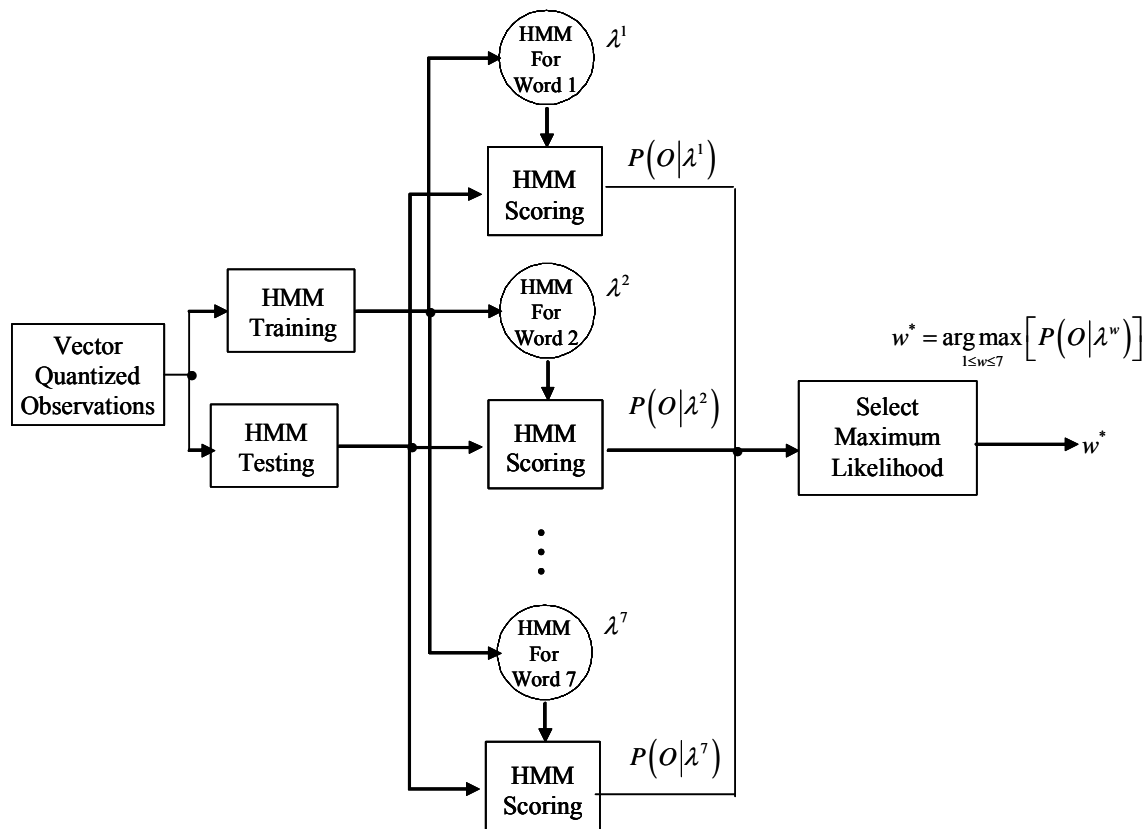 HMM
For
Word 1
λ¹
HMM
Scoring
P(O|λ¹)
HMM
Training
HMM
For
Word 2
λ²
Vector
Quantized
Observations
HMM
Testing
HMM
Scoring
P(O|λ²)
w* = arg max [P(O|λʷ)]
1≤w≤7
Select
Maximum
Likelihood
w*
HMM
For
Word 7
λ⁷
HMM
Scoring
P(O|λ⁷)